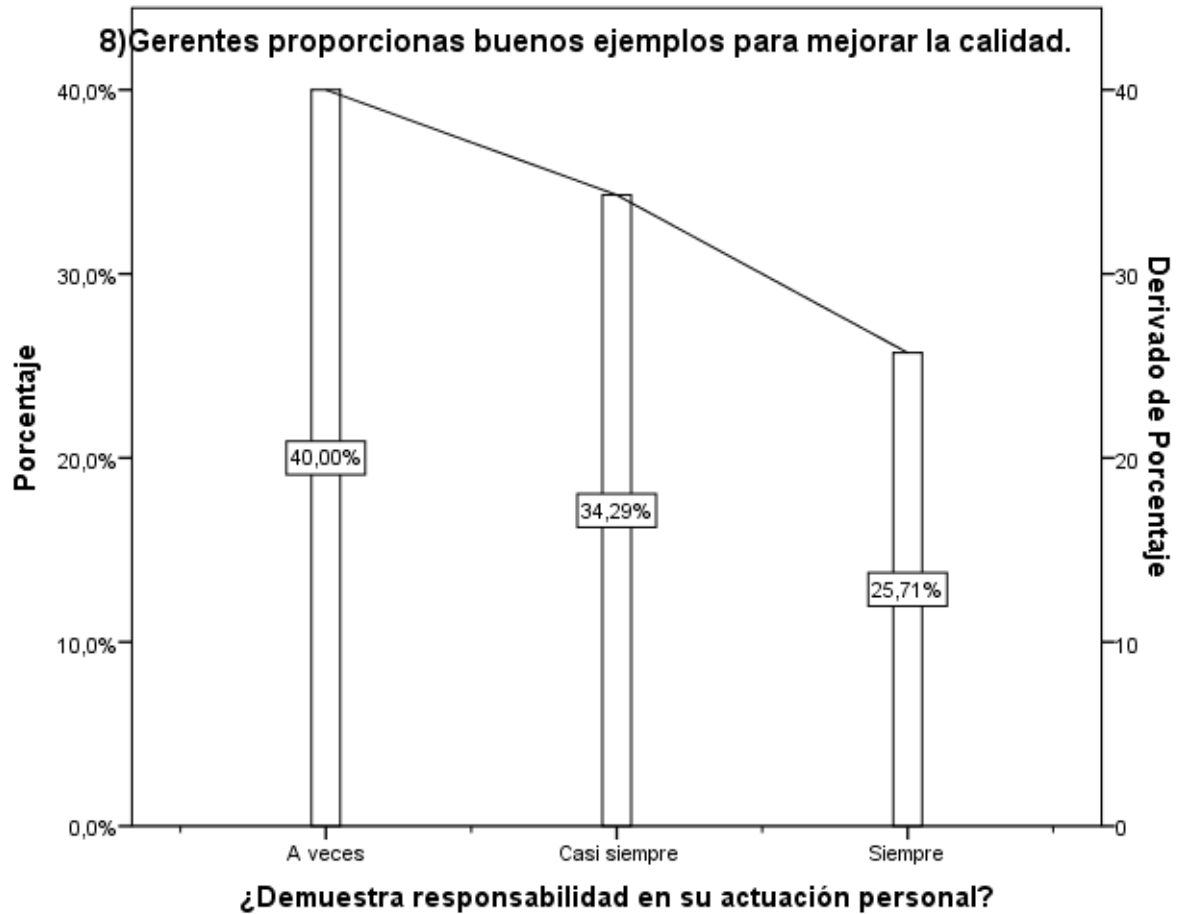 8)Gerentes proporcionas buenos ejemplos para mejorar la calidad.
Porcentaje
40,0%
30,0%
20,0%
10,0%
0,0%
40,00%
34,29%
25,71%
40
30
20
10
0
Derivado de Porcentaje
A veces
Casi siempre
Siempre
¿Demuestra responsabilidad en su actuación personal?